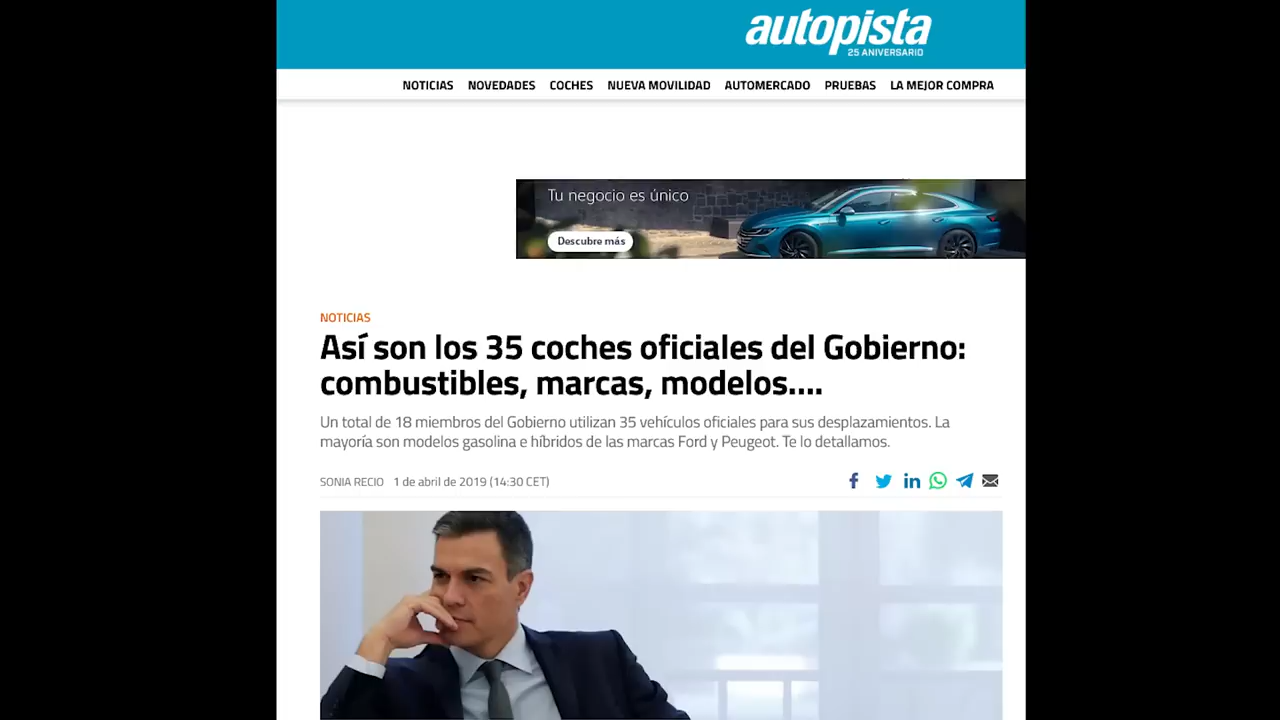 autopista
25 ANIVERSARIO
NOTICIAS NOVEDADES COCHES NUEVA MOVILIDAD AUTOMERCADO PRUEBAS LA MEJOR COMPRA
Tu negocio es único
Descubre más
NOTICIAS
Así son los 35 coches oficiales del Gobierno:
combustibles, marcas, modelos....
Un total de 18 miembros del Gobierno utilizan 35 vehículos oficiales para sus desplazamientos. La
mayoría son modelos gasolina e híbridos de las marcas Ford y Peugeot. Te lo detallamos.
SONIA RECIO 1 de abril de 2019 (14:30 CET)